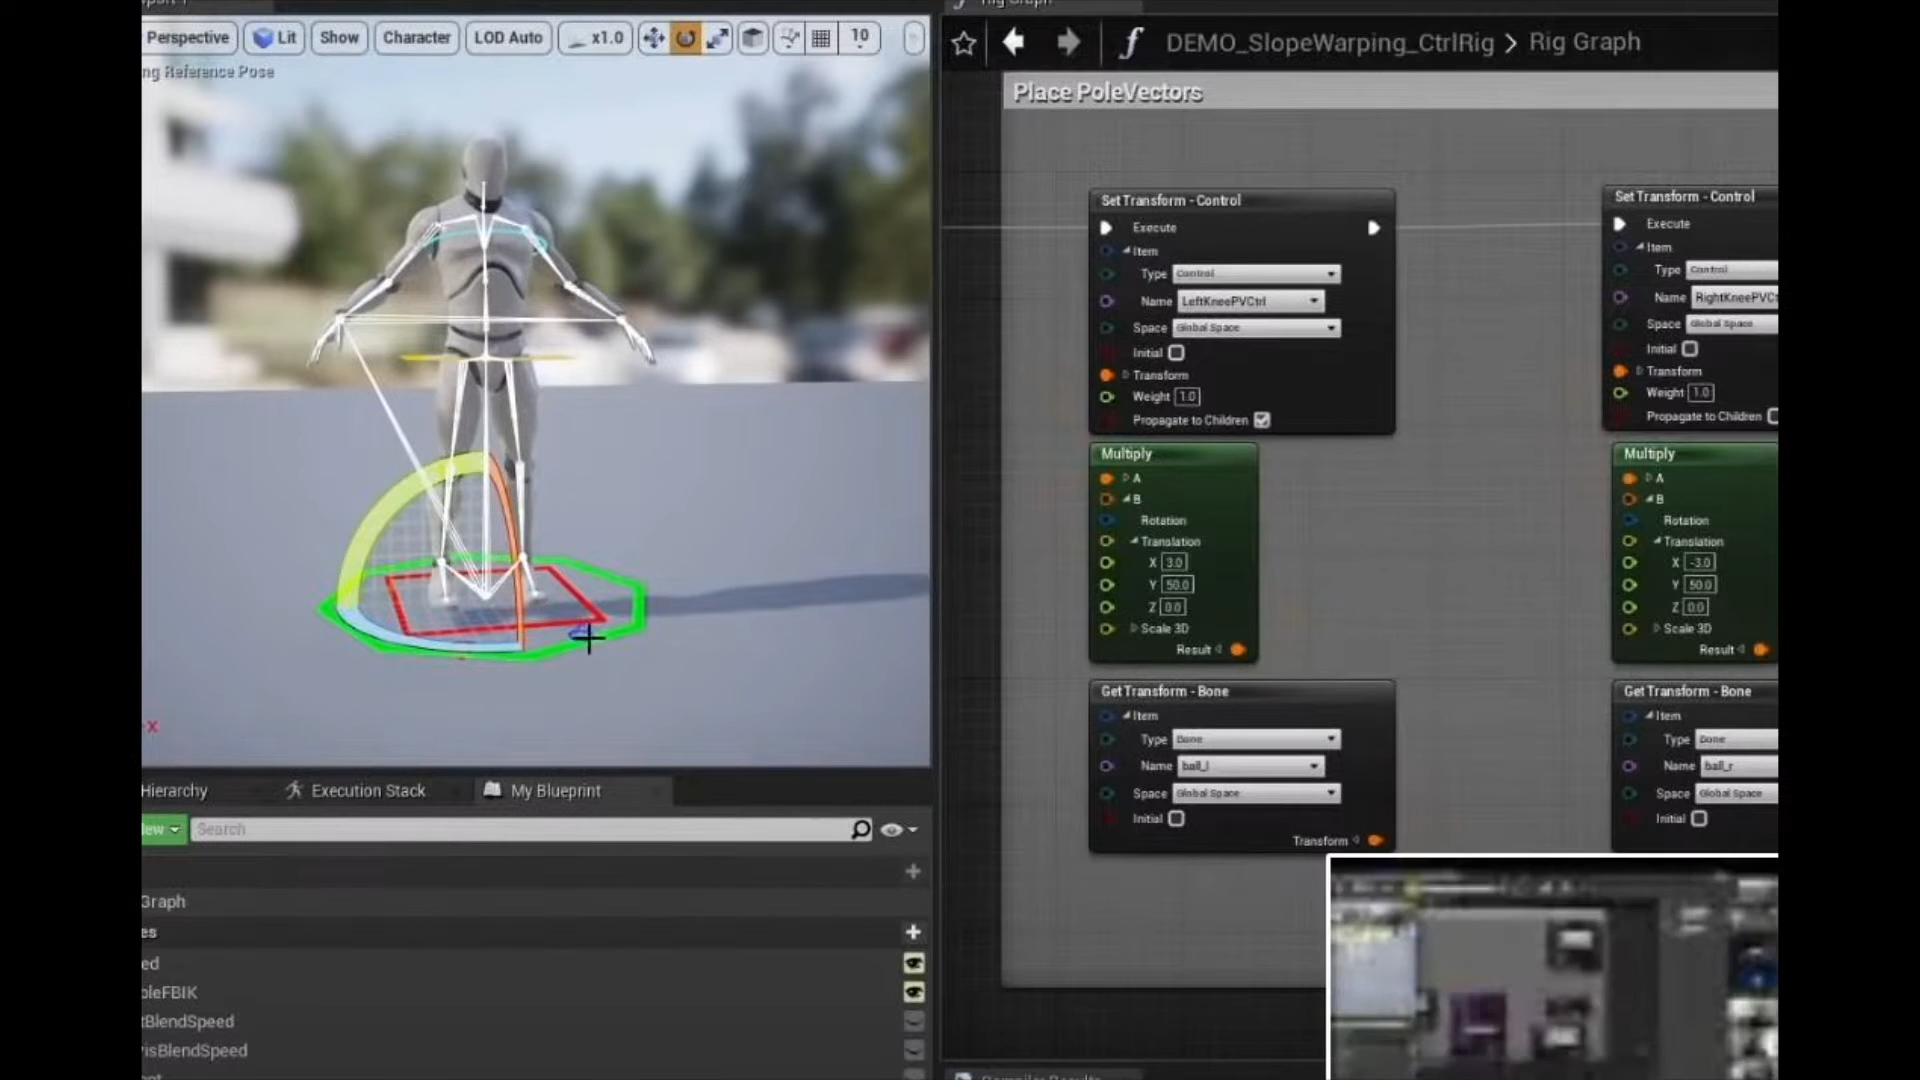 Perspective
Lit
Show
Character
LOD Auto
x1.0
10
ng Reference Pose
x
DEMO_SlopeWarping_CtrlRig > Rig Graph
Place PoleVectors
Set Transform - Control
Execute
Item
Type Control
Name LeftKneePVCtrl
Space Global Space
Initial
Transform
Weight 1.0
Propagate to Children
Multiply
A
B
Rotation
Translation
X 3.0
Y 50.0
Z 0.0
Scale 3D
Result
Get Transform - Bone
Item
Type Bone
Name ball_l
Space Global Space
Initial
Transform
Set Transform - Control
Execute
Item
Type Control
Name RightKneePVCt
Space Global Space
Initial
Transform
Weight 1.0
Propagate to Children
Multiply
A
B
Rotation
Translation
X -3.0
Y 50.0
Z 0.0
Scale 3D
Result
Get Transform - Bone
Item
Type Bone
Name ball_r
Space Global Space
Initial
Hierarchy
Execution Stack
My Blueprint
Search
Graph
es
ed
oleFBIK
tBlendSpeed
visBlendSpeed